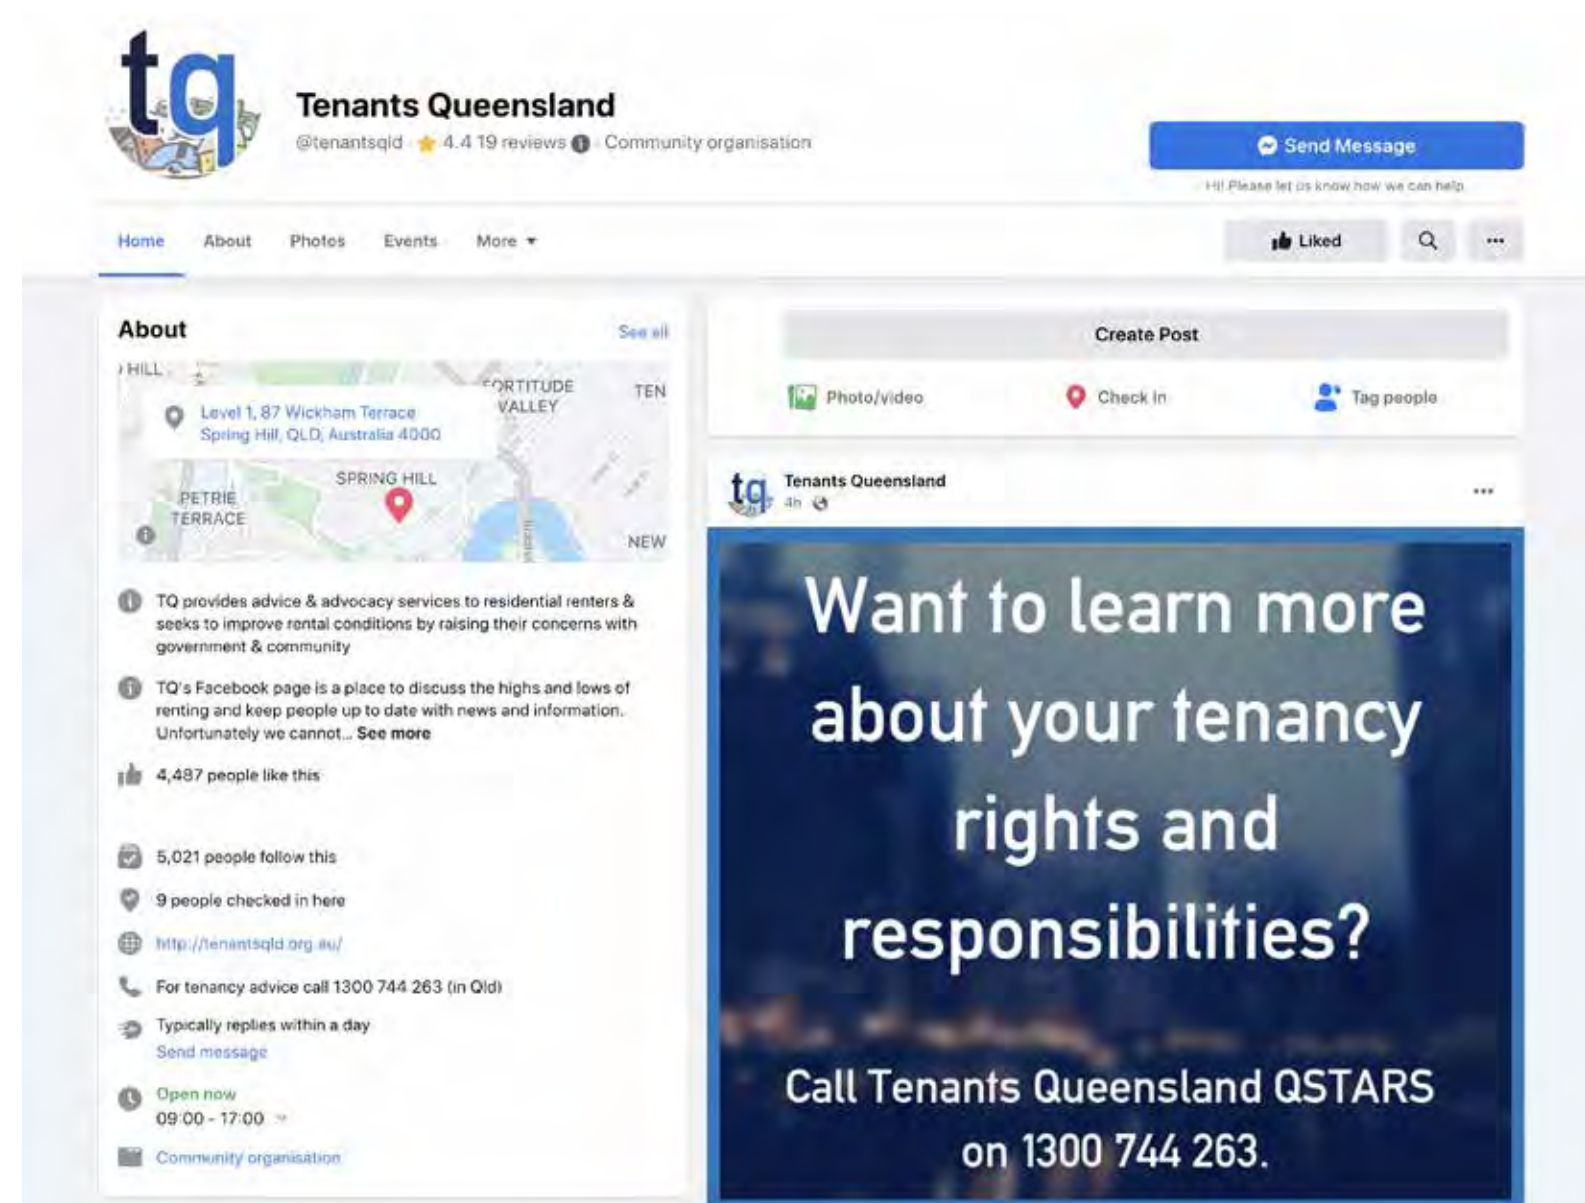 tq
Tenants Queensland
@tenantsqld 4.4 19 reviews Community organisation
Send Message
Hi! Please let us know how we can help.
Home About Photos Events More
Liked
About See all
HILL
FORTITUDE
VALLEY
TEN
Level 1, 87 Wickham Terrace
Spring Hill, QLD, Australia 4000
SPRING HILL
PETRIE
TERRACE
NEW
TQ provides advice & advocacy services to residential renters &
seeks to improve rental conditions by raising their concerns with
government & community
TQ's Facebook page is a place to discuss the highs and lows of
renting and keep people up to date with news and information.
Unfortunately we cannot... See more
4,487 people like this
5,021 people follow this
9 people checked in here
http://tenantsqld.org.au/
For tenancy advice call 1300 744 263 (in Qld)
Typically replies within a day
Send message
Open now
09:00 - 17:00
Community organisation
Create Post
Photo/video Check in Tag people
tq
Tenants Queensland
4h
Want to learn more
about your tenancy
rights and
responsibilities?
Call Tenants Queensland QSTARS
on 1300 744 263.